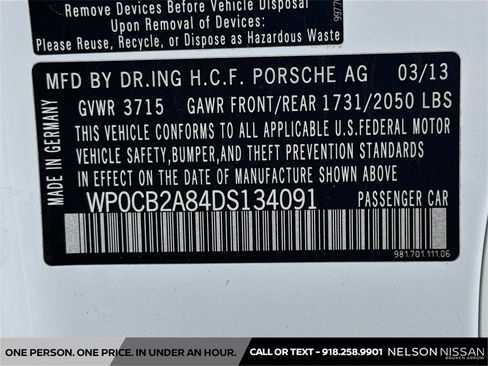 Remove Devices Before Vehicle Disposal
Upon Removal of Devices:
Please Reuse, Recycle, or Dispose as Hazardous Waste
MFD BY DR.ING H.C.F. PORSCHE AG 03/13
GVWR 3715 GAWR FRONT/REAR 1731/2050 LBS
THIS VEHICLE CONFORMS TO ALL APPLICABLE U.S.FEDERAL MOTOR
VEHICLE SAFETY,BUMPER,AND THEFT PREVENTION STANDARDS
IN EFFECT ON THE DATE OF MANUFACTURE SHOWN ABOVE
WP0CB2A84DS134091 PASSENGER CAR
MADE IN GERMANY
981.701.111.06
ONE PERSON. ONE PRICE. IN UNDER AN HOUR.
CALL OR TEXT - 918.258.9901
NELSON NISSAN
BROKEN ARROW